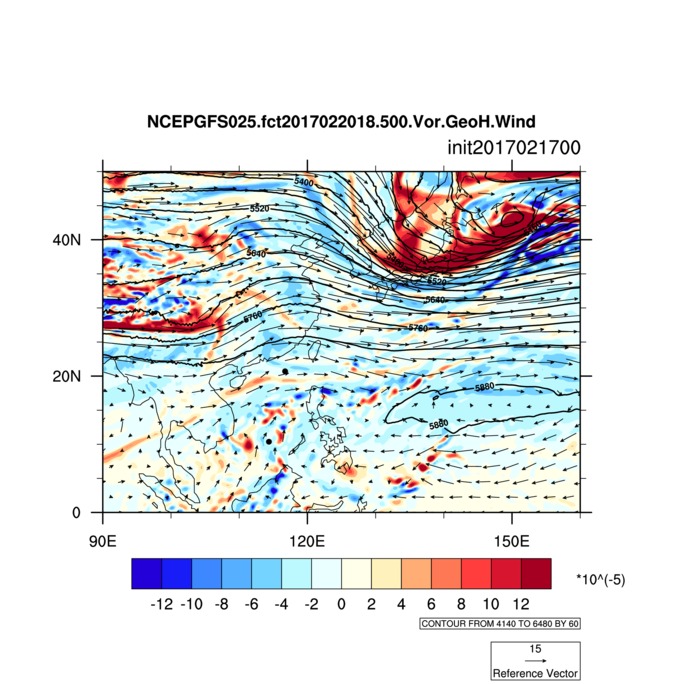 NCEPGFS025.fct2017022018.500.Vor.GeoH.Wind
init2017021700
5400
5520
5640
5760
5520
5640
5760
5880
5880
40N
20N
0
90E 120E 150E
-12 -10 -8 -6 -4 -2 0 2 4 6 8 10 12
*10^(-5)
CONTOUR FROM 4140 TO 6480 BY 60
15
Reference Vector